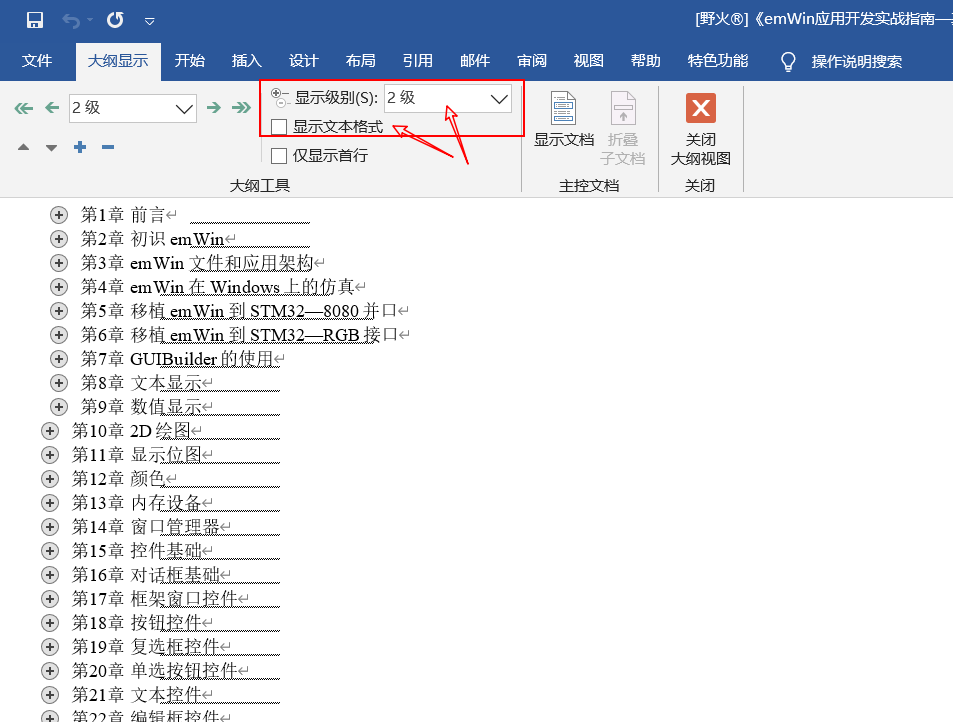 [野火®]《emWin应用开发实战指南—
文件 大纲显示 开始 插入 设计 布局 引用 邮件 审阅 视图 帮助 特色功能 操作说明搜索
2 级
显示级别(S): 2 级
显示文本格式
仅显示首行
大纲工具
显示文档
折叠
子文档
主控文档
关闭
大纲视图
关闭
第1章 前言
第2章 初识 emWin
第3章 emWin 文件和应用架构
第4章 emWin 在 Windows 上的仿真
第5章 移植 emWin 到 STM32—8080 并口
第6章 移植 emWin 到 STM32—RGB 接口
第7章 GUIBuilder 的使用
第8章 文本显示
第9章 数值显示
第10章 2D 绘图
第11章 显示位图
第12章 颜色
第13章 内存设备
第14章 窗口管理器
第15章 控件基础
第16章 对话框基础
第17章 框架窗口控件
第18章 按钮控件
第19章 复选框控件
第20章 单选按钮控件
第21章 文本控件
第22章 编辑框控件